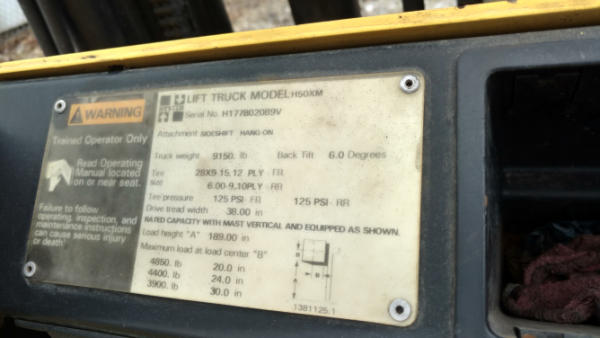 WARNING
Trained Operator Only
Read Operating
Manual located
on or near seat.
Failure to follow
operating, inspection, and
maintenance instructions
can cause serious injury
or death!
LIFT TRUCK MODEL H50XM
Serial No. H177B02089V
Attachment SIDESHIFT HANG-ON
Truck weight 9150. lb Back Tilt 6.0 Degrees
Tire 28X9-15,12 PLY - FR
size 6.00-9,10PLY - RR
Tire pressure 125 PSI - FR 125 PSI - RR
Drive tread width 38.00 in
RATED CAPACITY WITH MAST VERTICAL AND EQUIPPED AS SHOWN.
Load height "A" 189.00 in
Maximum load at load center "B"
4850. lb 20.0 in
4400. lb 24.0 in
3900. lb 30.0 in
1381125.1